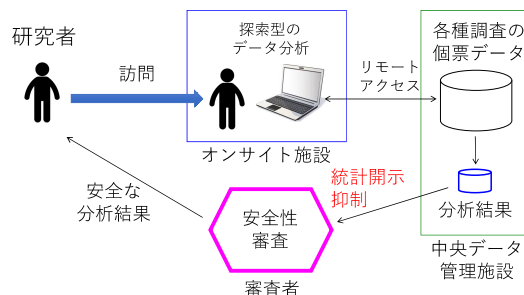 研究者
訪問
探索型の
データ分析
オンサイト施設
リモート
アクセス
各種調査の
個票データ
分析結果
中央データ
管理施設
統計開示
抑制
安全性
審査
審査者
安全な
分析結果